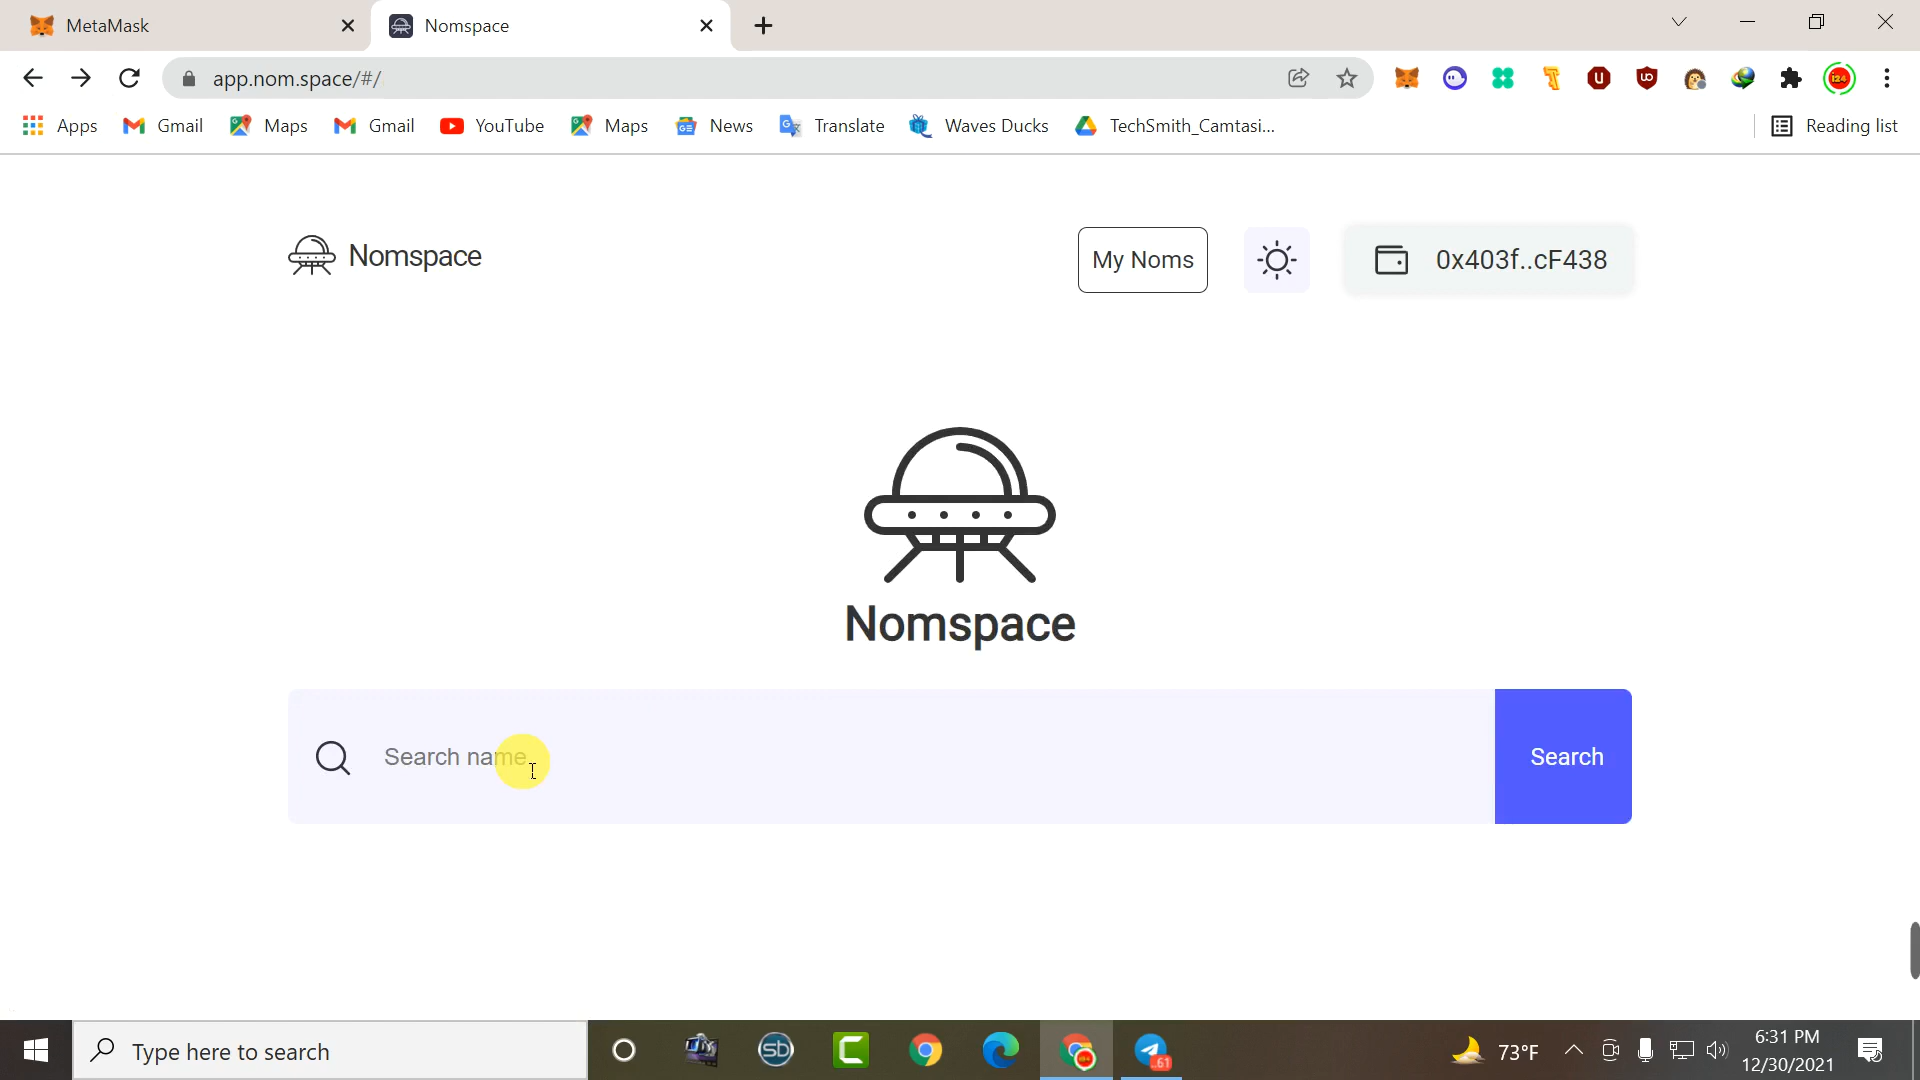 MetaMask
Nomspace
app.nom.space/#/
Apps
Gmail
Maps
Gmail
YouTube
Maps
News
Translate
Waves Ducks
TechSmith_Camtasi...
Reading list
Nomspace
My Noms
0x403f..cF438
Nomspace
Search name
Search
Type here to search
73°F
6:31 PM
12/30/2021
61